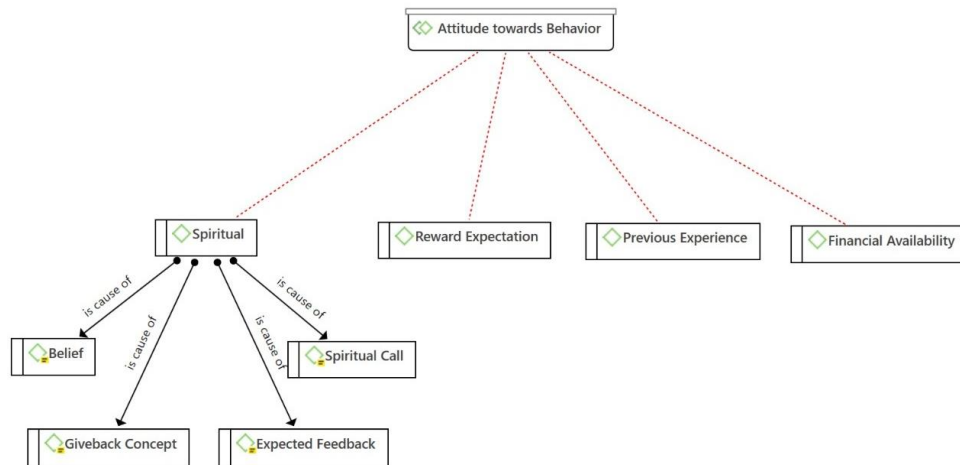 Attitude towards Behavior
Spiritual
Reward Expectation
Previous Experience
Financial Availability
is cause of
is cause of
is cause of
is cause of
Belief
Spiritual Call
Giveback Concept
Expected Feedback